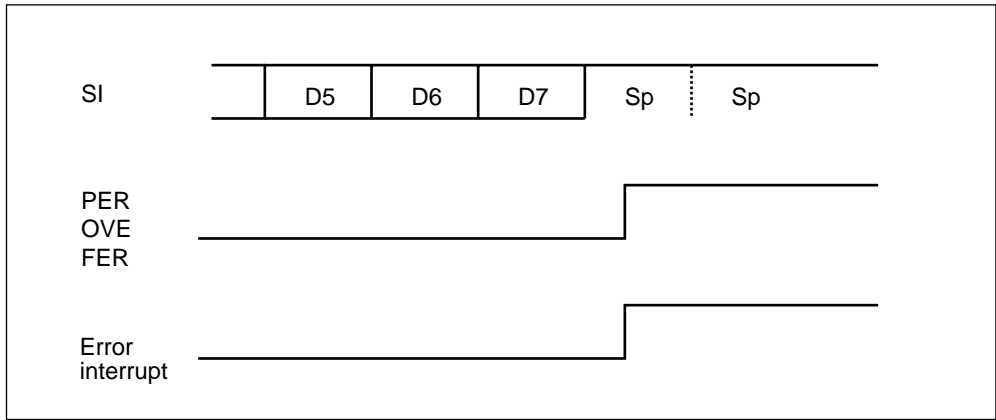 SI D5 D6 D7 Sp Sp
PER
OVE
FER
Error
interrupt